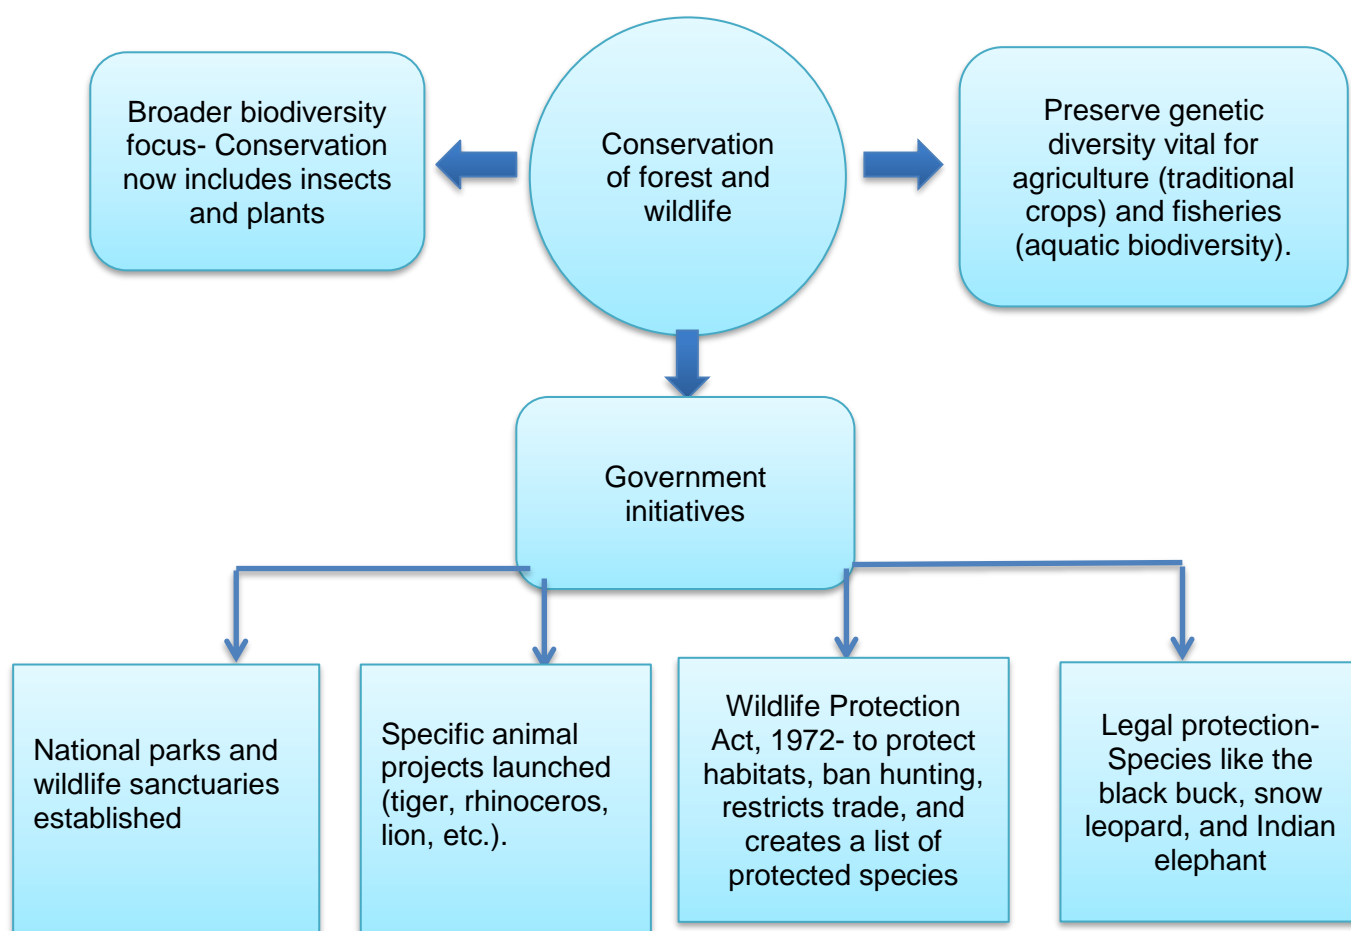 Broader biodiversity
focus- Conservation
now includes insects
and plants
Conservation
of forest and
wildlife
Preserve genetic
diversity vital for
agriculture (traditional
crops) and fisheries
(aquatic biodiversity).
Government
initiatives
National parks and
wildlife sanctuaries
established
Specific animal
projects launched
(tiger, rhinoceros,
lion, etc.).
Wildlife Protection
Act, 1972- to protect
habitats, ban hunting,
restricts trade, and
creates a list of
protected species
Legal protection-
Species like the
black buck, snow
leopard, and Indian
elephant